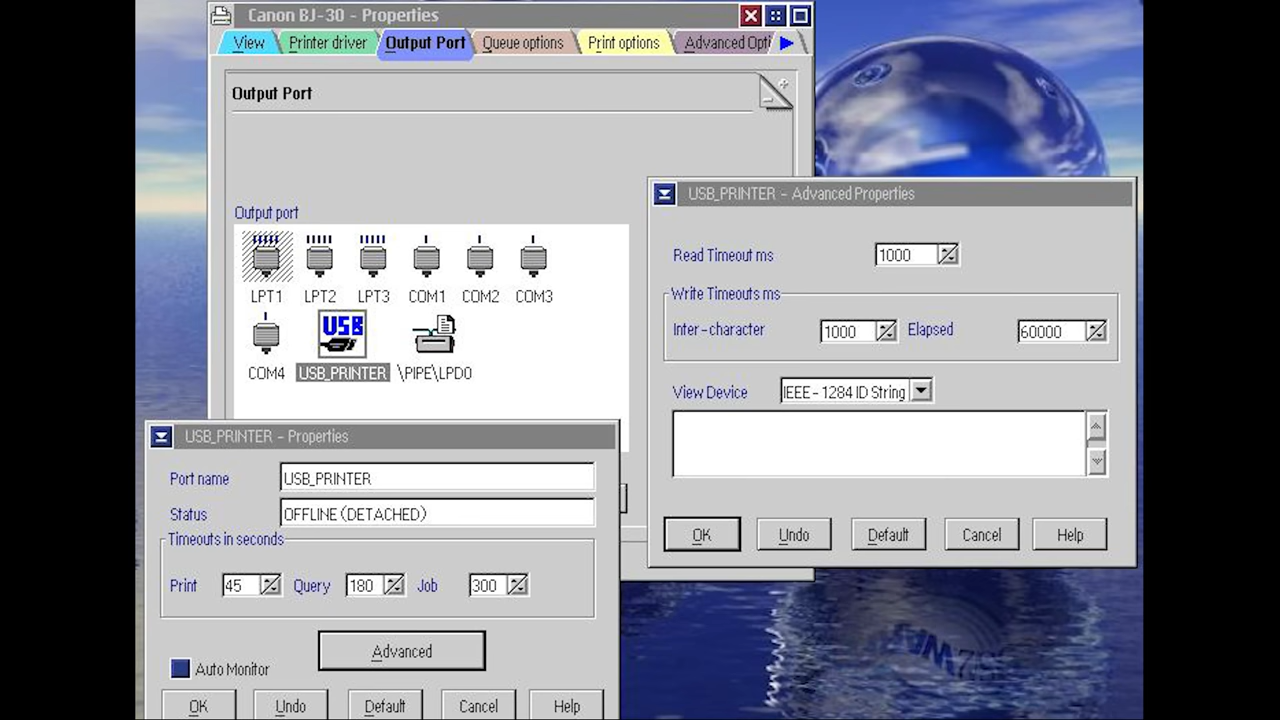 Canon BJ-30 - Properties
View
Printer driver
Output Port
Queue options
Print options
Advanced Opti
Output Port
Output port
LPT1
LPT2
LPT3
COM1
COM2
COM3
COM4
USB
USB_PRINTER
\PIPE\LPD0
USB_PRINTER - Advanced Properties
Read Timeout ms
1000
Write Timeouts ms
Inter-character
1000
Elapsed
60000
View Device
IEEE-1284 ID String
OK
Undo
Default
Cancel
Help
USB_PRINTER - Properties
Port name
USB_PRINTER
Status
OFFLINE (DETACHED)
Timeouts in seconds
Print
45
Query
180
Job
300
Advanced
Auto Monitor
OK
Undo
Default
Cancel
Help